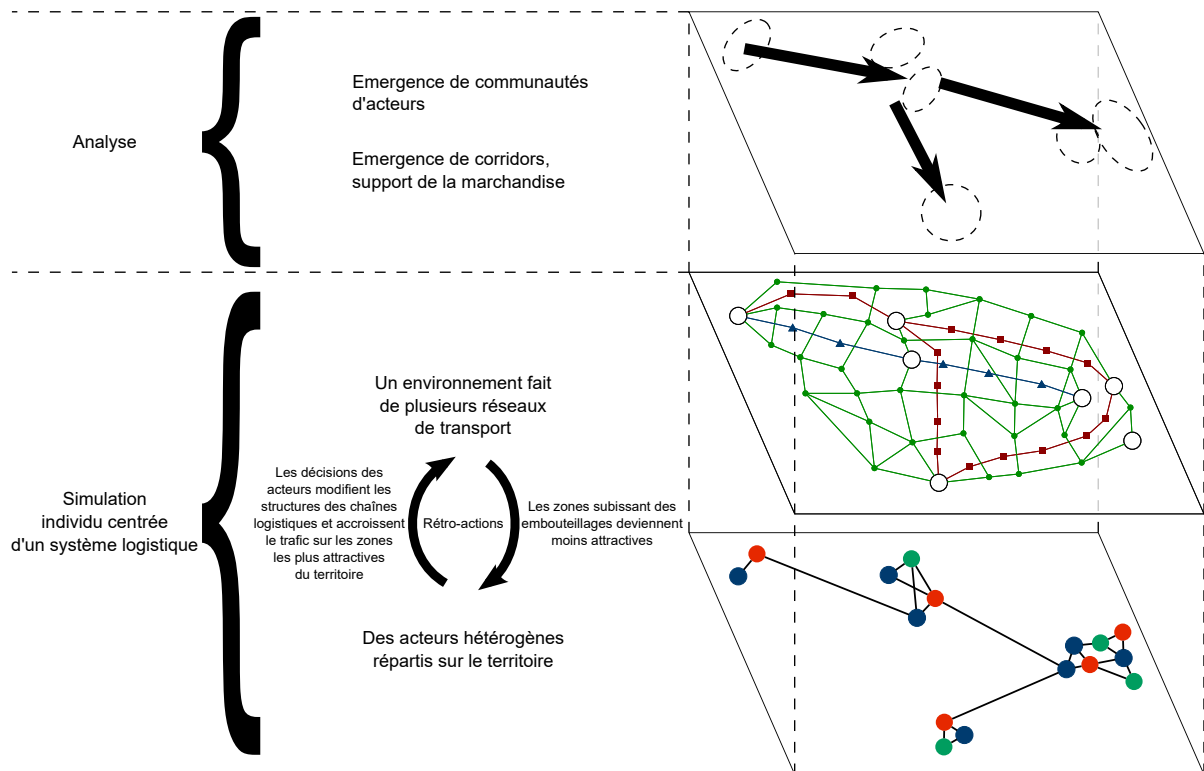 Analyse
Emergence de communautés
d'acteurs
Emergence de corridors,
support de la marchandise
Simulation
individu centrée
d'un système logistique
Un environnement fait
de plusieurs réseaux
de transport
Les décisions des
acteurs modifient les
structures des chaînes
logistiques et accroissent
le trafic sur les zones
les plus attractives
du territoire
Rétro-actions
Les zones subissant des
embouteillages deviennent
moins attractives
Des acteurs hétérogènes
répartis sur le territoire